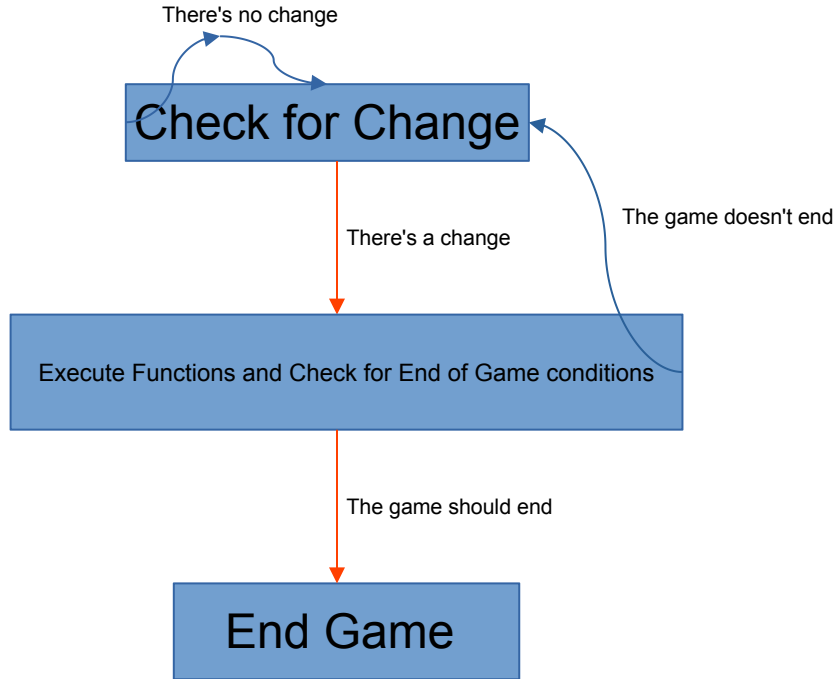 There's no change
Check for Change
The game doesn't end
There's a change
Execute Functions and Check for End of Game conditions
The game should end
End Game